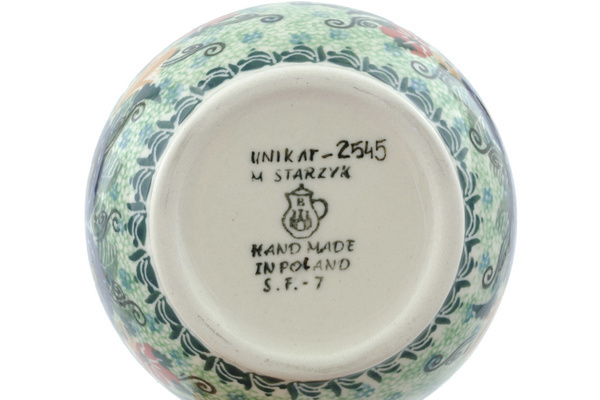 UNIKAT-2545
M STARZYK
B
HAND MADE
IN POLAND
S.F.-7